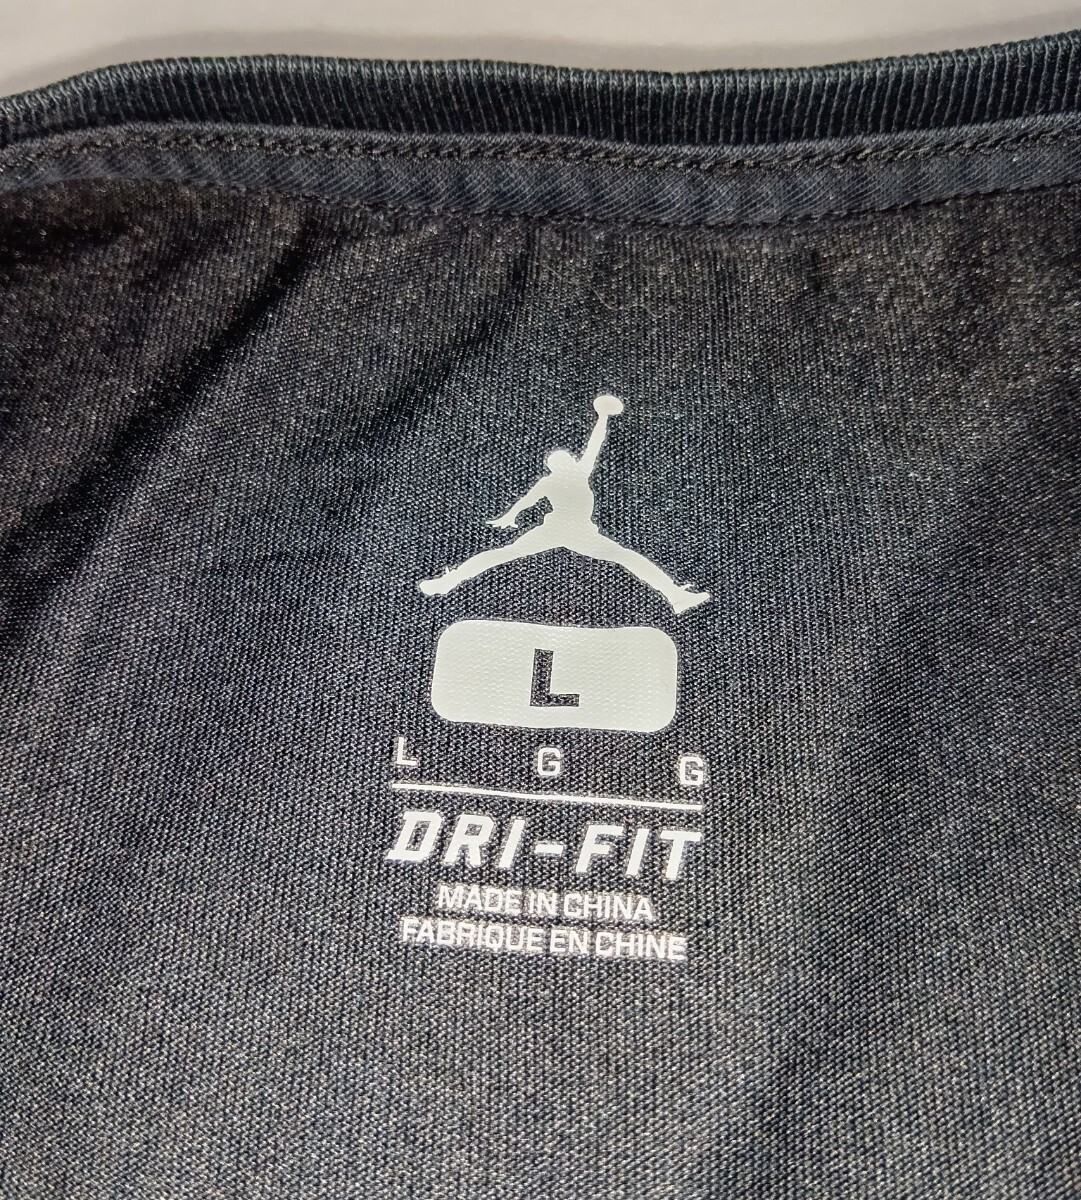 L
L G G
DRI-FIT
MADE IN CHINA
FABRIQUE EN CHINE